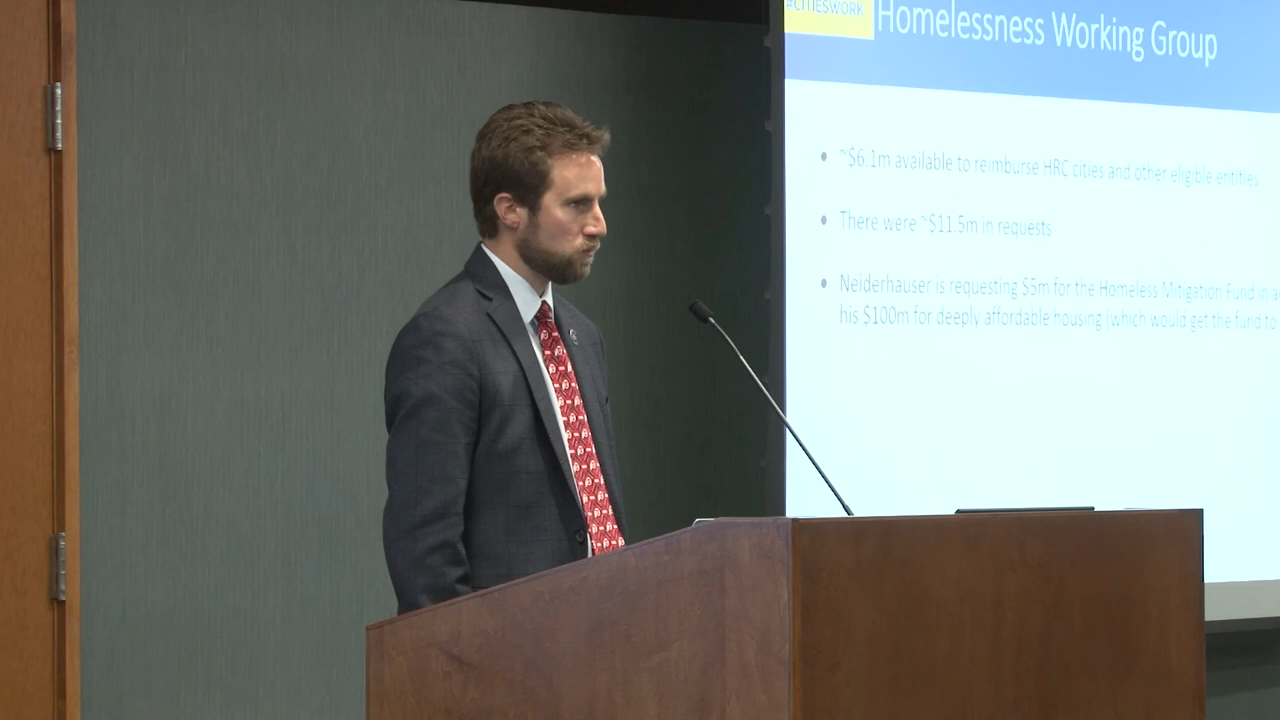 #CITIESWORK
Homelessness Working Group
• ~$6.1m available to reimburse HRC cities and other eligible entities
• There were ~$11.5m in requests
• Neiderhauser is requesting $5m for the Homeless Mitigation Fund in
his $100m for deeply affordable housing (which would get the fund to